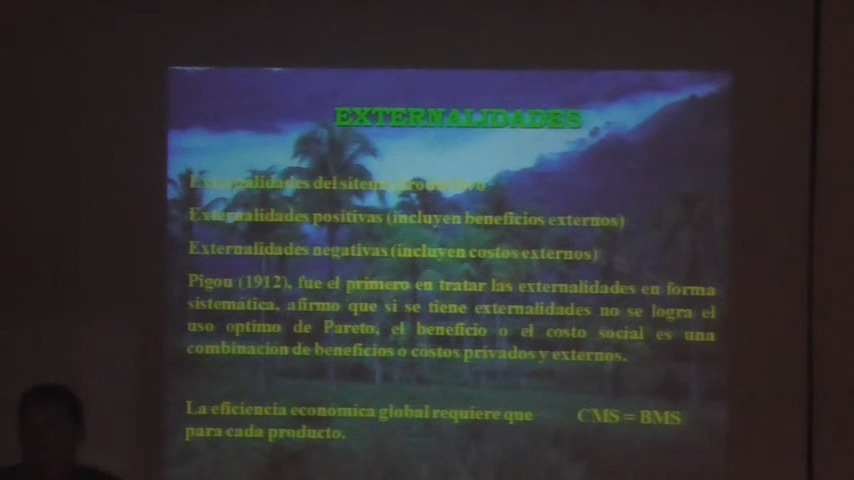 EXTERNALIDADES
Externalidades del sitema productivo
Externalidades positivas (incluyen beneficios externos)
Externalidades negativas (incluyen costos externos)
Pigou (1912), fue el primero en tratar las externalidades en forma
sistemática, afirmo que si se tiene externalidades no se logra el
uso optimo de Pareto, el beneficio o el costo social es una
combinación de beneficios o costos privados y externos.
La eficiencia económica global requiere que CMS = BMS
para cada producto.